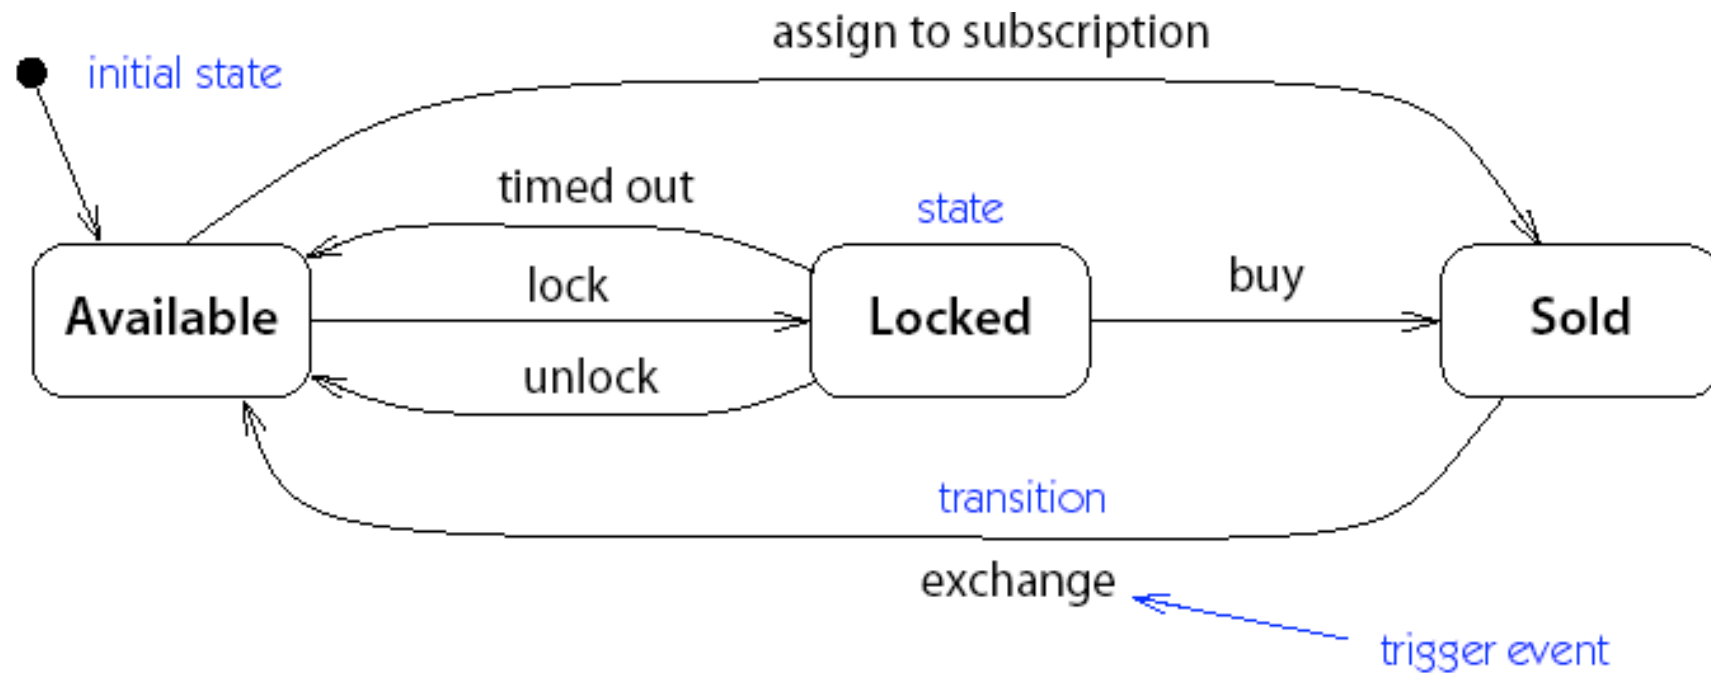 assign to subscription
initial state
timed out
state
lock
buy
Available
Locked
Sold
unlock
transition
exchange
trigger event